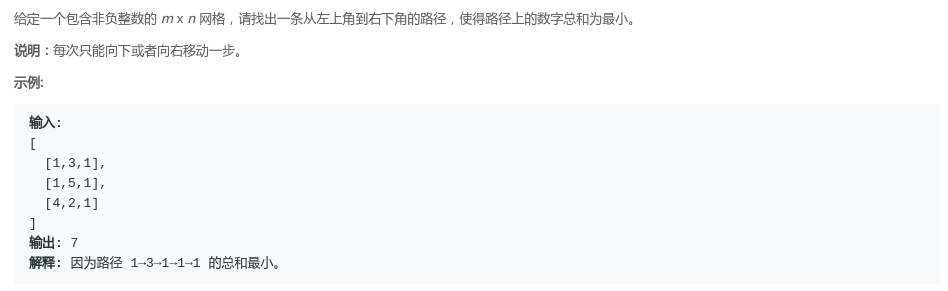 给定一个包含非负整数的 m x n 网格，请找出一条从左上角到右下角的路径，使得路径上的数字总和为最小。
说明：每次只能向下或者向右移动一步。
示例:
输入:
[
  [1,3,1],
  [1,5,1],
  [4,2,1]
]
输出: 7
解释: 因为路径 1→3→1→1→1 的总和最小。